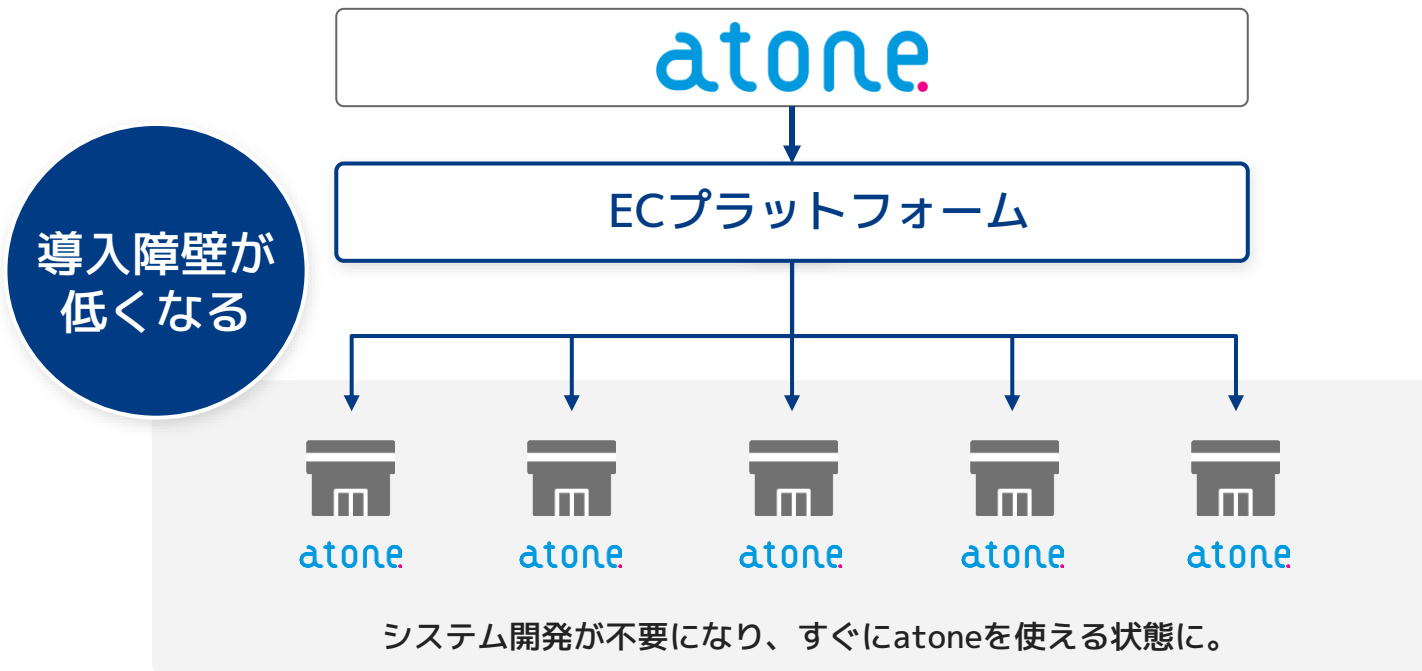 atone.
ECプラットフォーム
導入障壁が
低くなる
atone. atone. atone. atone. atone.
システム開発が不要になり、すぐにatoneを使える状態に。